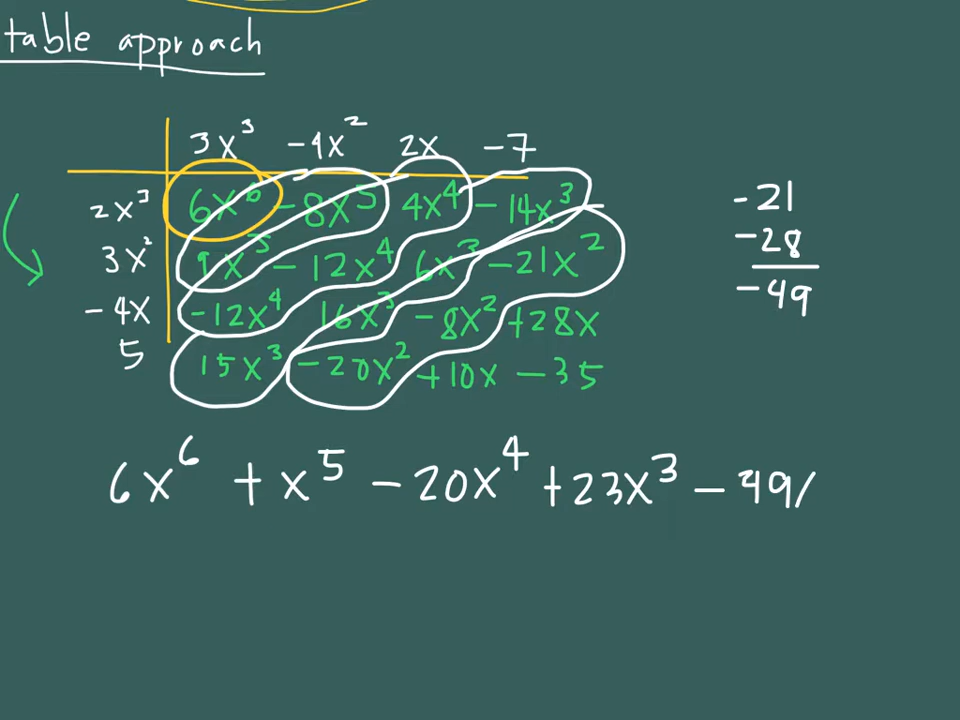 table approach
3x³ -4x² 2x -7
2x³ 6x⁶ -8x⁵ 4x⁴ -14x³
3x² 9x⁵ -12x⁴ 6x³ -21x²
-4x -12x⁴ 16x³ -8x² +28x
5 15x³ -20x² +10x -35
-21
-28
-49
6x⁶ + x⁵ - 20x⁴ + 23x³ - 49